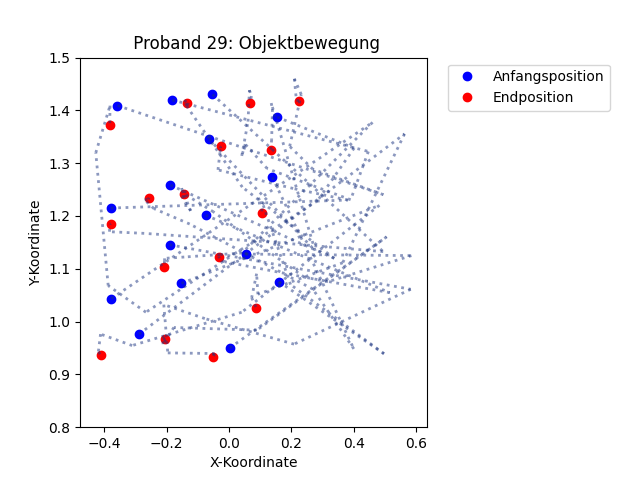 Proband 29: Objektbewegung
Anfangsposition
Endposition
Y-Koordinate
1.5
1.4
1.3
1.2
1.1
1.0
0.9
0.8
−0.4 −0.2 0.0 0.2 0.4 0.6
X-Koordinate